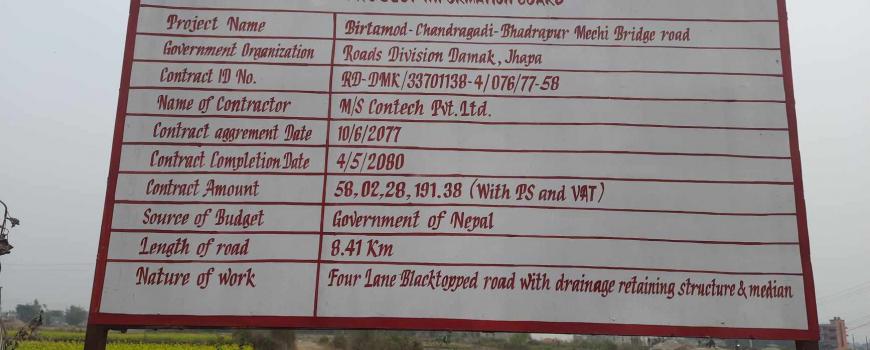 Project Name Birtamod-Chandragadi-Bhadrapur Mechi Bridge road
Government Organization Roads Division Damak, Jhapa
Contract ID No. RD-DMK/33701138-4/076/77-58
Name of Contractor M/S Contech Pvt.Ltd.
Contract aggrement Date 10/6/2077
Contract Completion Date 4/5/2080
Contract Amount 58,02,28,191.38 (With PS and VAT)
Source of Budget Government of Nepal
Length of road 8.41 Km
Nature of work Four Lane Blacktopped road with drainage retaining structure & median